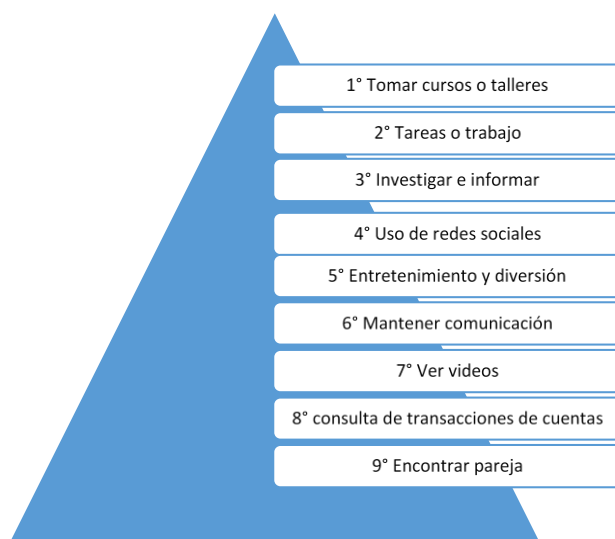 1° Tomar cursos o talleres
2° Tareas o trabajo
3° Investigar e informar
4° Uso de redes sociales
5° Entretenimiento y diversión
6° Mantener comunicación
7° Ver videos
8° consulta de transacciones de cuentas
9° Encontrar pareja